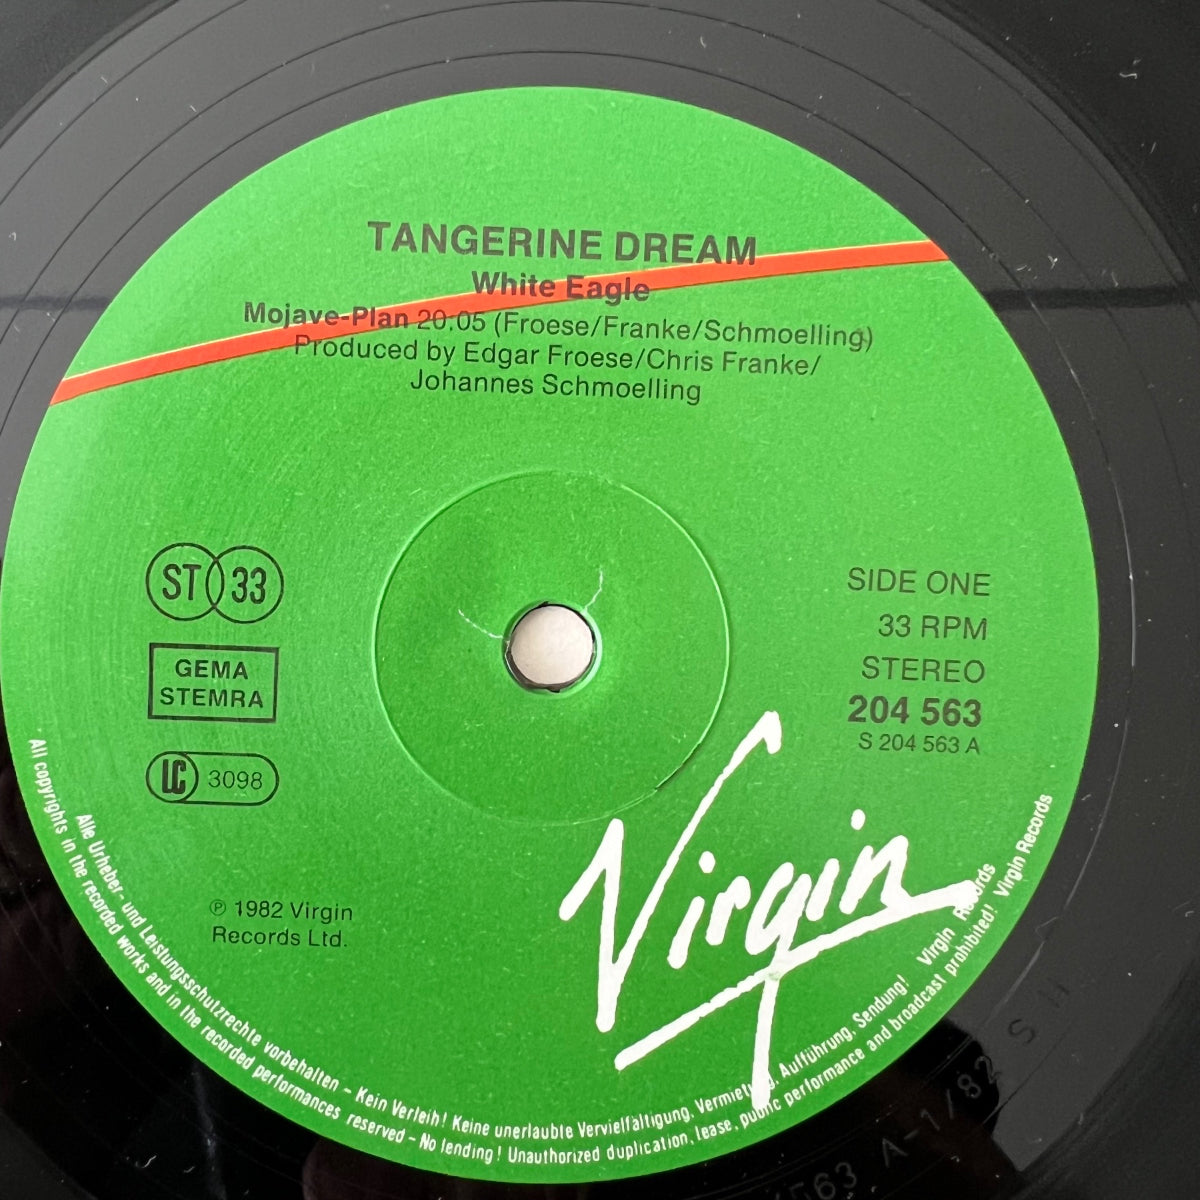 TANGERINE DREAM
White Eagle
Mojave-Plan 20:05 (Froese/Franke/Schmoelling)
Produced by Edgar Froese/Chris Franke/
Johannes Schmoelling
ST 33
GEMA
STEMRA
LC 3098
SIDE ONE
33 RPM
STEREO
204 563
S 204 563 A
℗ 1982 Virgin
Records Ltd.
Virgin
Alle Urheber- und Leistungsschutzrechte vorbehalten – Kein Verleih! Keine unerlaubte Vervielfältigung, Vermietung, Aufführung, Sendung! Virgin Records
All copyrights in the recorded works and in the recorded performances reserved – No lending! Unauthorized duplication, lease, public performance and broadcast prohibited! Virgin Records
563 A-1/82 S H